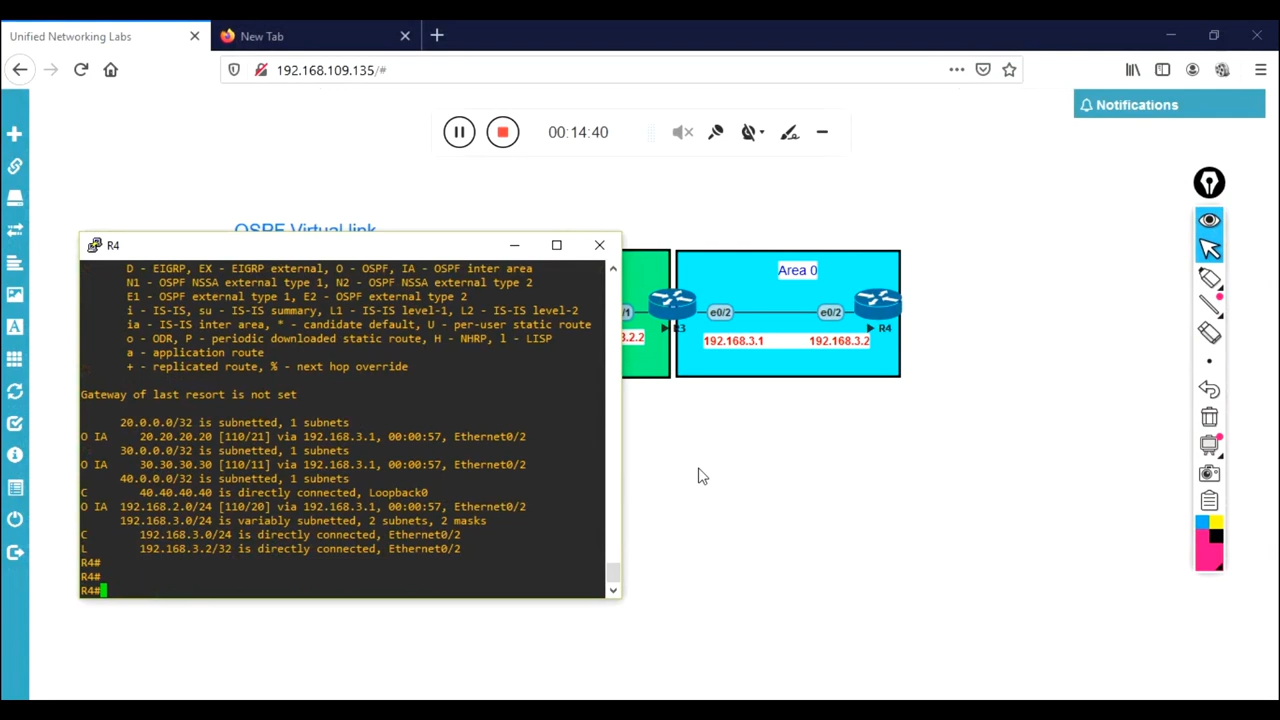 Unified Networking Labs
New Tab
192.168.109.135/#
Notifications
00:14:40
OSPF Virtual link
R4
D - EIGRP, EX - EIGRP external, O - OSPF, IA - OSPF inter area
N1 - OSPF NSSA external type 1, N2 - OSPF NSSA external type 2
E1 - OSPF external type 1, E2 - OSPF external type 2
i - IS-IS, su - IS-IS summary, L1 - IS-IS level-1, L2 - IS-IS level-2
ia - IS-IS inter area, * - candidate default, U - per-user static route
o - ODR, P - periodic downloaded static route, H - NHRP, l - LISP
a - application route
+ - replicated route, % - next hop override
Gateway of last resort is not set
20.0.0.0/32 is subnetted, 1 subnets
O IA 20.20.20.20 [110/21] via 192.168.3.1, 00:00:57, Ethernet0/2
30.0.0.0/32 is subnetted, 1 subnets
O IA 30.30.30.30 [110/11] via 192.168.3.1, 00:00:57, Ethernet0/2
40.0.0.0/32 is subnetted, 1 subnets
C 40.40.40.40 is directly connected, Loopback0
O IA 192.168.2.0/24 [110/20] via 192.168.3.1, 00:00:57, Ethernet0/2
192.168.3.0/24 is variably subnetted, 2 subnets, 2 masks
C 192.168.3.0/24 is directly connected, Ethernet0/2
L 192.168.3.2/32 is directly connected, Ethernet0/2
R4#
R4#
R4#
Area 0
/1
e0/2
e0/2
R3
R4
3.2.2
192.168.3.1
192.168.3.2